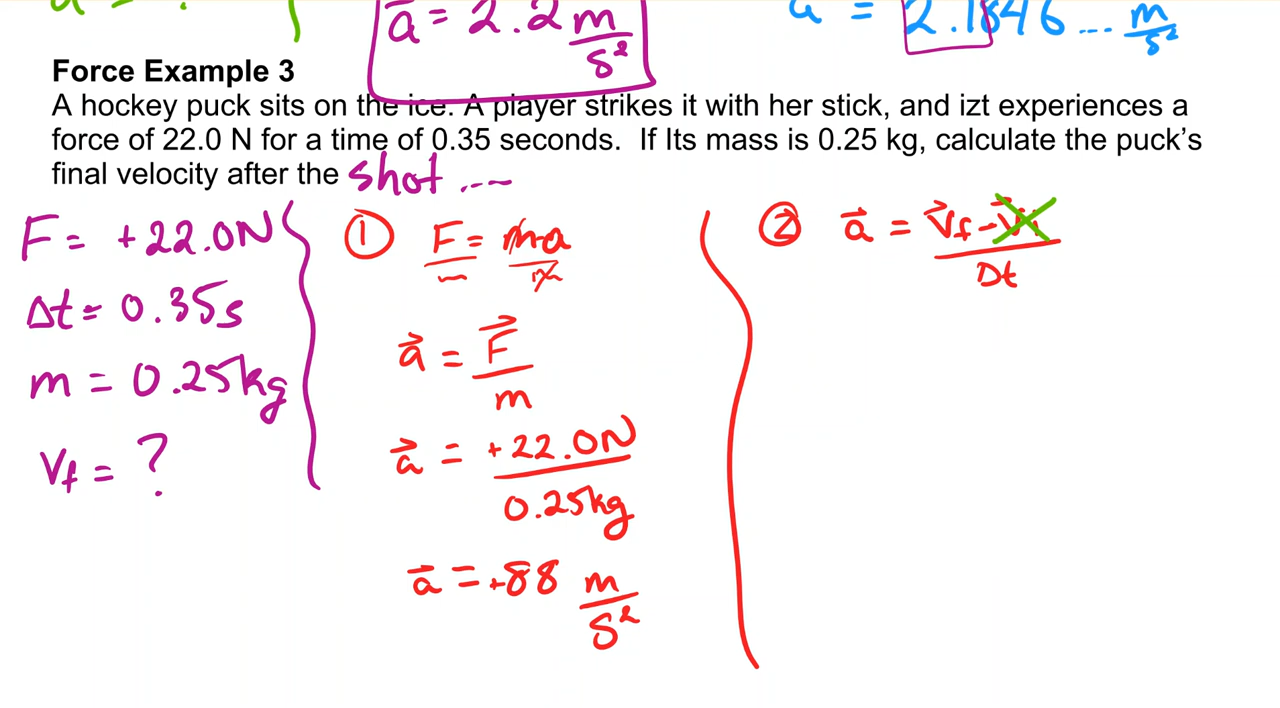 a = 2.2 m/s²
a = 2.1846... m/s²
Force Example 3
A hockey puck sits on the ice. A player strikes it with her stick, and izt experiences a
force of 22.0 N for a time of 0.35 seconds. If Its mass is 0.25 kg, calculate the puck's
final velocity after the shot ....
F = +22.0N
Δt = 0.35s
m = 0.25kg
Vf = ?
① F = ma
m m
a = F/m
a = +22.0N/0.25kg
a = +88 m/s²
② a = Vf - Vi/Δt